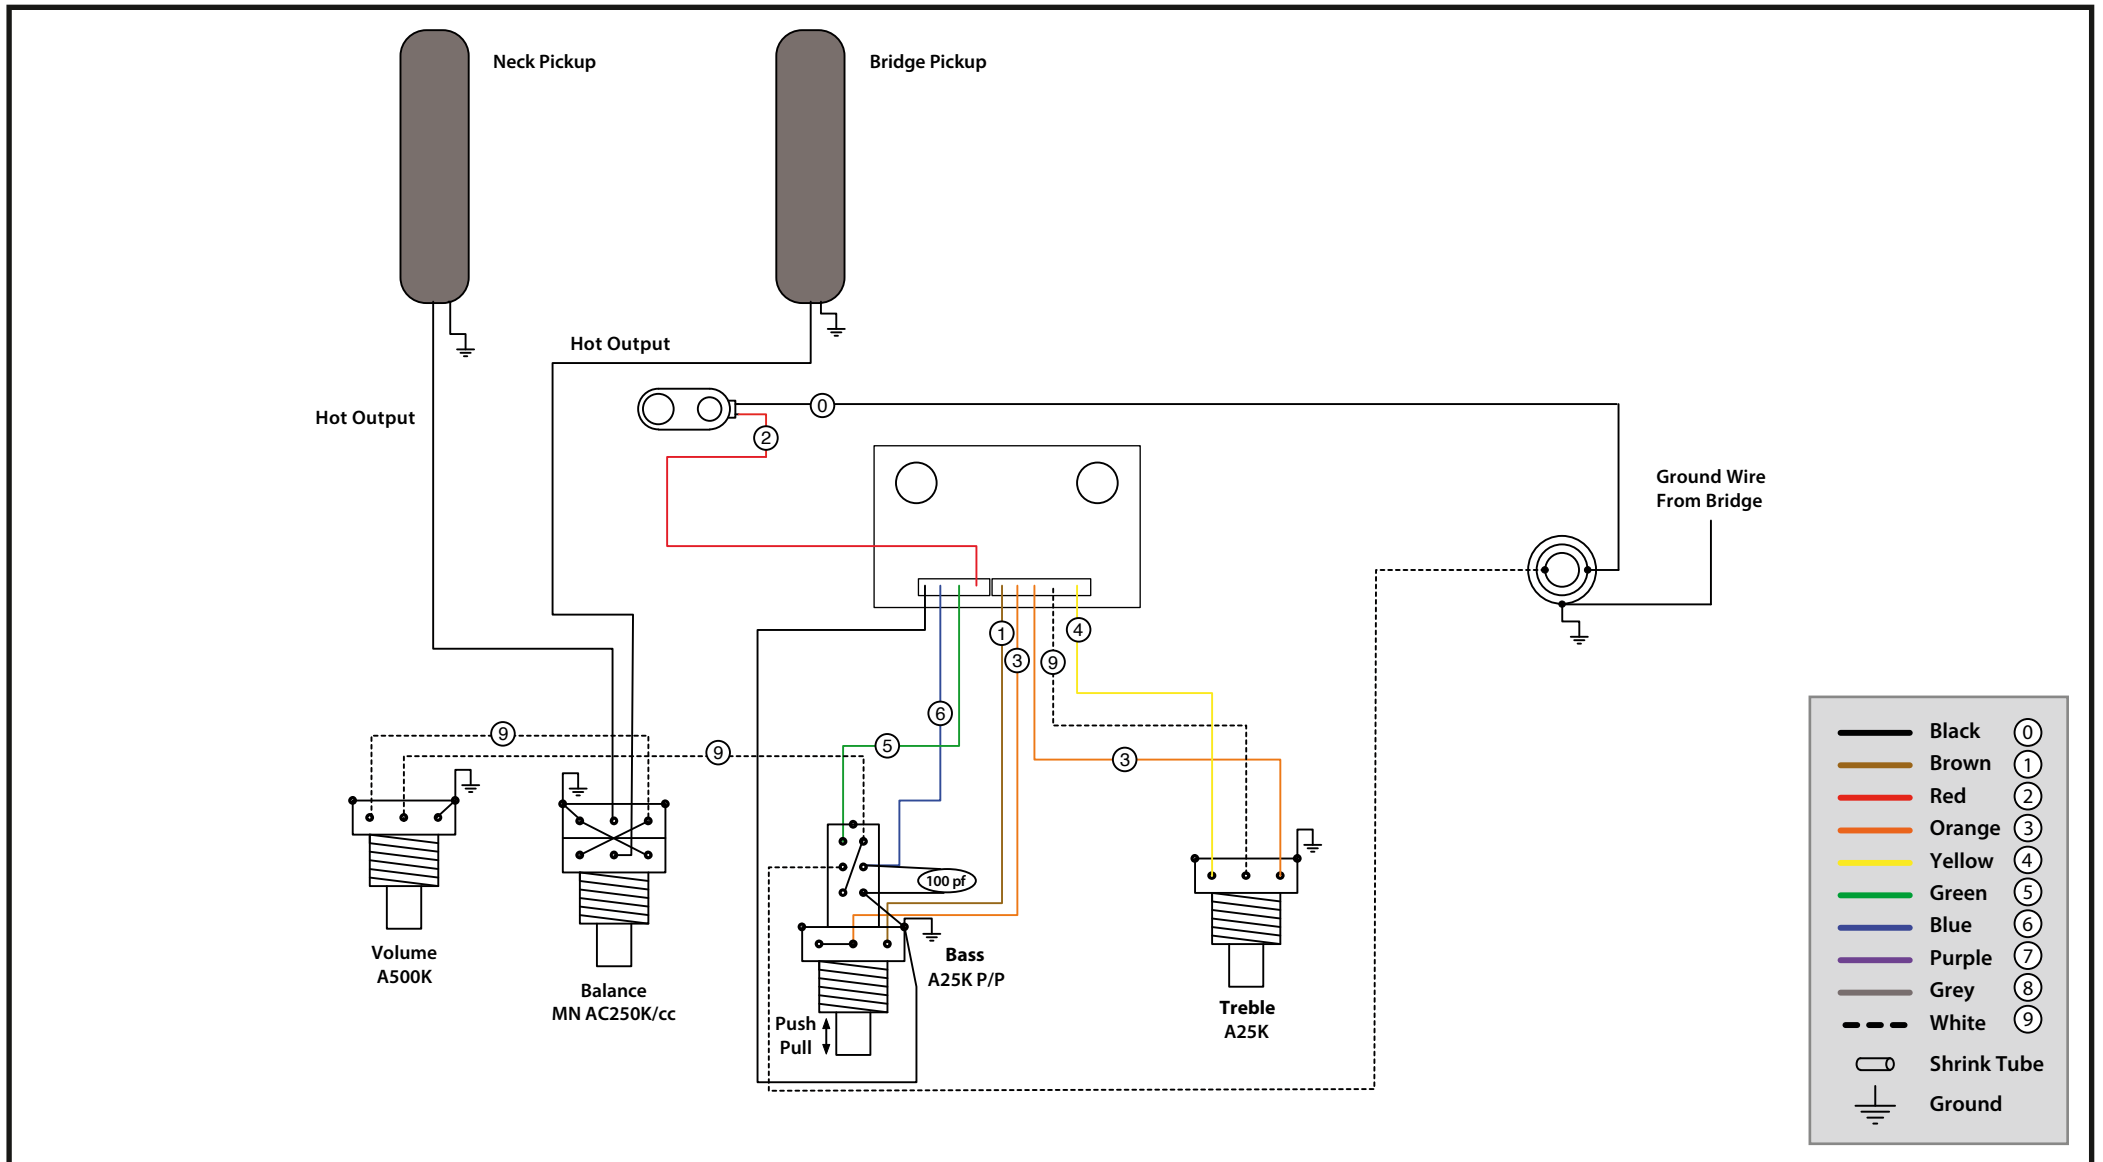 Neck Pickup
Bridge Pickup
Hot Output
Hot Output
0
2
Ground Wire
From Bridge
1
4
3
9
6
9
9
5
3
100 pf
Volume
A500K
Balance
MN AC250K/cc
Bass
A25K P/P
Push
Pull
Treble
A25K
Black 0
Brown 1
Red 2
Orange 3
Yellow 4
Green 5
Blue 6
Purple 7
Grey 8
White 9
Shrink Tube
Ground